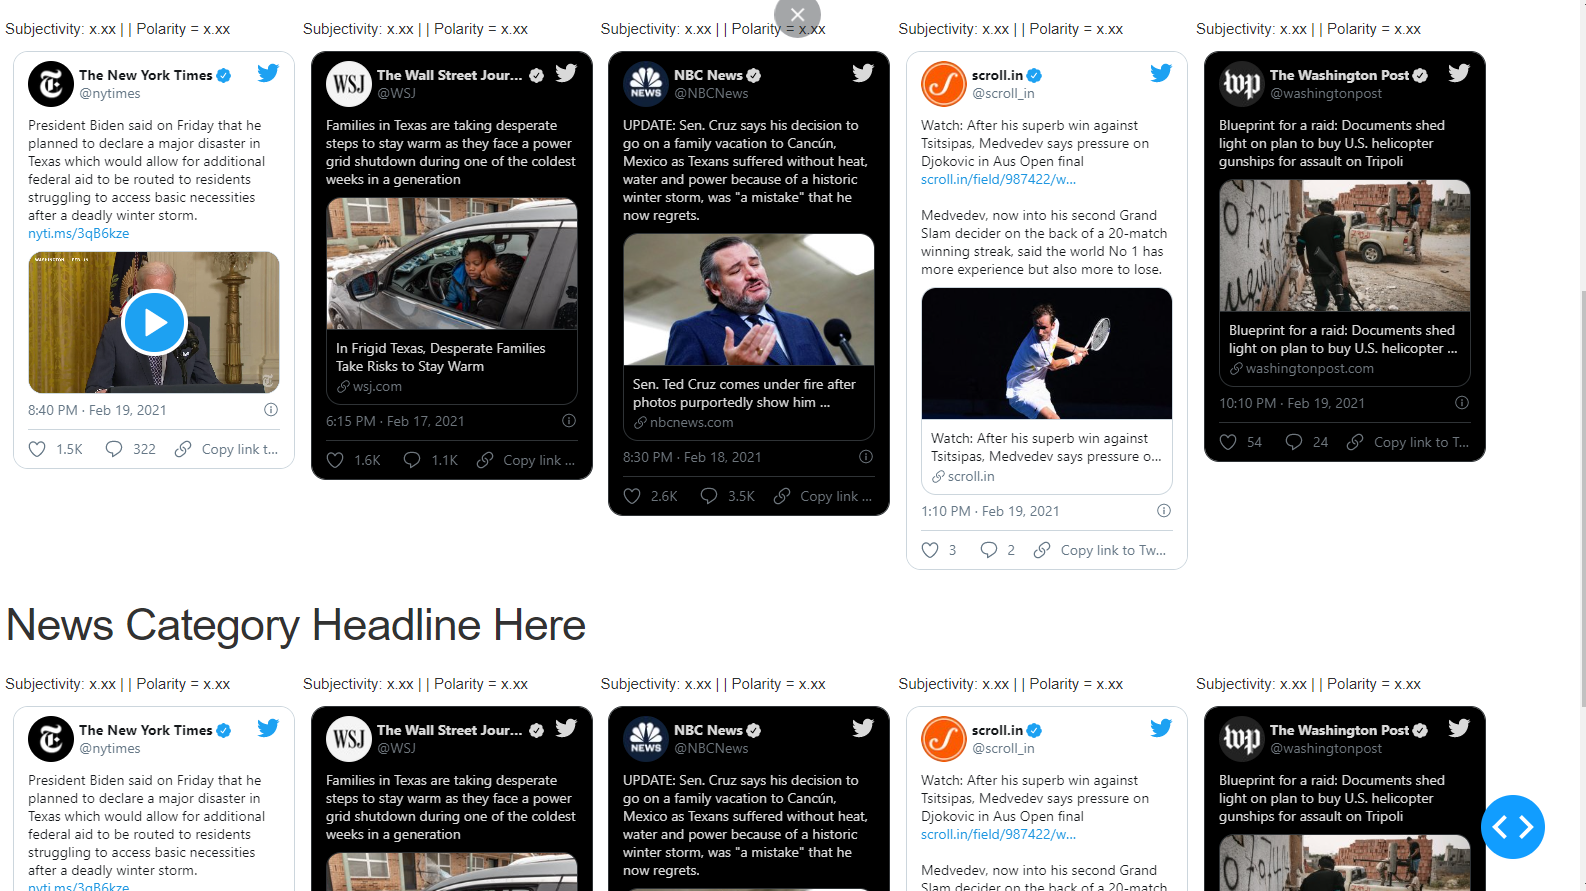 Subjectivity: x.xx || Polarity = x.xx
The New York Times
@nytimes
President Biden said on Friday that he
planned to declare a major disaster in
Texas which would allow for additional
federal aid to be routed to residents
struggling to access basic necessities
after a deadly winter storm.
nyti.ms/3qB6kze
WASHINGTON FEB 19
8:40 PM · Feb 19, 2021
1.5K 322 Copy link t...
Subjectivity: x.xx || Polarity = x.xx
WSJ
The Wall Street Jour...
@WSJ
Families in Texas are taking desperate
steps to stay warm as they face a power
grid shutdown during one of the coldest
weeks in a generation
In Frigid Texas, Desperate Families
Take Risks to Stay Warm
wsj.com
6:15 PM · Feb 17, 2021
1.6K 1.1K Copy link ...
Subjectivity: x.xx || Polarity = x.xx
NEWS
NBC News
@NBCNews
UPDATE: Sen. Cruz says his decision to
go on a family vacation to Cancún,
Mexico as Texans suffered without heat,
water and power because of a historic
winter storm, was "a mistake" that he
now regrets.
Sen. Ted Cruz comes under fire after
photos purportedly show him ...
nbcnews.com
8:30 PM · Feb 18, 2021
2.6K 3.5K Copy link ...
Subjectivity: x.xx || Polarity = x.xx
scroll.in
@scroll_in
Watch: After his superb win against
Tsitsipas, Medvedev says pressure on
Djokovic in Aus Open final
scroll.in/field/987422/w...
Medvedev, now into his second Grand
Slam decider on the back of a 20-match
winning streak, said the world No 1 has
more experience but also more to lose.
Watch: After his superb win against
Tsitsipas, Medvedev says pressure o...
scroll.in
1:10 PM · Feb 19, 2021
3 2 Copy link to Tw...
Subjectivity: x.xx || Polarity = x.xx
wp
The Washington Post
@washingtonpost
Blueprint for a raid: Documents shed
light on plan to buy U.S. helicopter
gunships for assault on Tripoli
Blueprint for a raid: Documents shed
light on plan to buy U.S. helicopter ...
washingtonpost.com
10:10 PM · Feb 19, 2021
54 24 Copy link to T...
News Category Headline Here
Subjectivity: x.xx || Polarity = x.xx
The New York Times
@nytimes
President Biden said on Friday that he
planned to declare a major disaster in
Texas which would allow for additional
federal aid to be routed to residents
struggling to access basic necessities
after a deadly winter storm.
nyti.ms/3qB6kze
Subjectivity: x.xx || Polarity = x.xx
WSJ
The Wall Street Jour...
@WSJ
Families in Texas are taking desperate
steps to stay warm as they face a power
grid shutdown during one of the coldest
weeks in a generation
Subjectivity: x.xx || Polarity = x.xx
NEWS
NBC News
@NBCNews
UPDATE: Sen. Cruz says his decision to
go on a family vacation to Cancún,
Mexico as Texans suffered without heat,
water and power because of a historic
winter storm, was "a mistake" that he
now regrets.
Subjectivity: x.xx || Polarity = x.xx
scroll.in
@scroll_in
Watch: After his superb win against
Tsitsipas, Medvedev says pressure on
Djokovic in Aus Open final
scroll.in/field/987422/w...
Medvedev, now into his second Grand
Slam decider on the back of a 20-match
Subjectivity: x.xx || Polarity = x.xx
wp
The Washington Post
@washingtonpost
Blueprint for a raid: Documents shed
light on plan to buy U.S. helicopter
gunships for assault on Tripoli